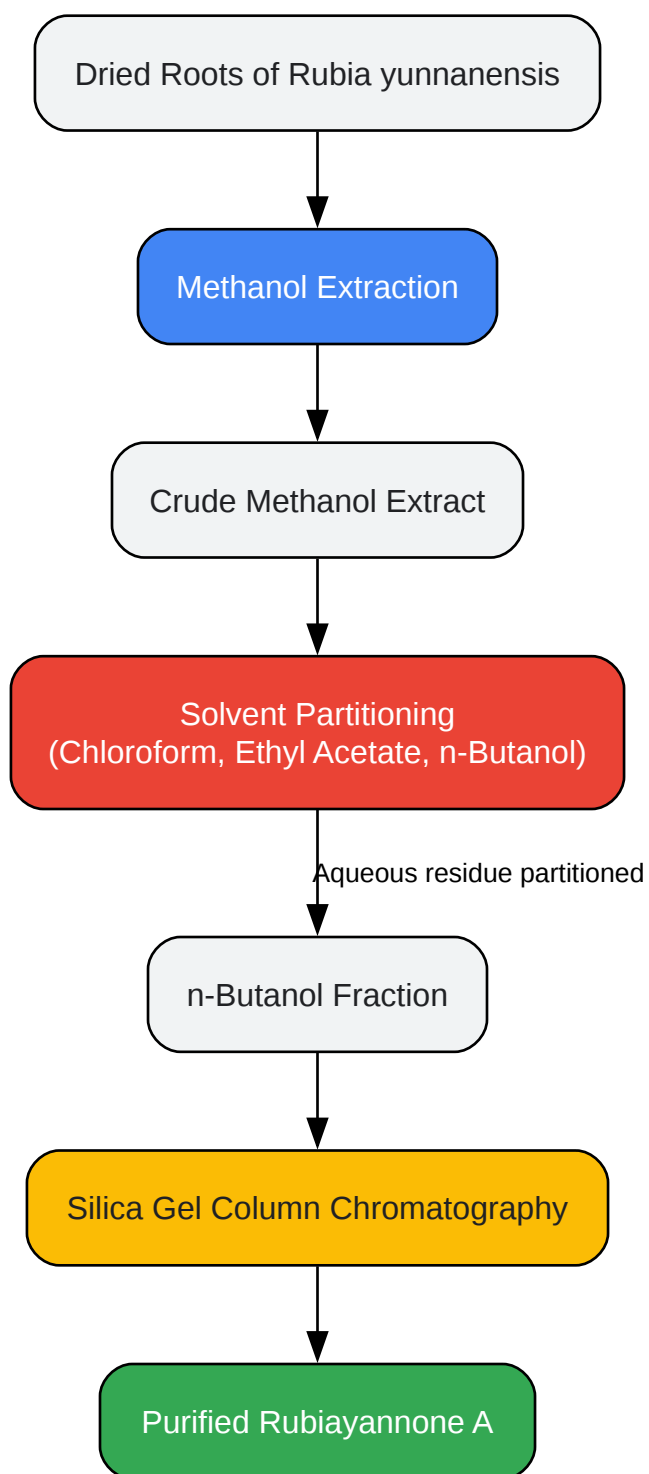 Dried Roots of Rubia yunnanensis
Methanol Extraction
Crude Methanol Extract
Solvent Partitioning
(Chloroform, Ethyl Acetate, n-Butanol)
Aqueous residue partitioned
n-Butanol Fraction
Silica Gel Column Chromatography
Purified Rubiayannone A